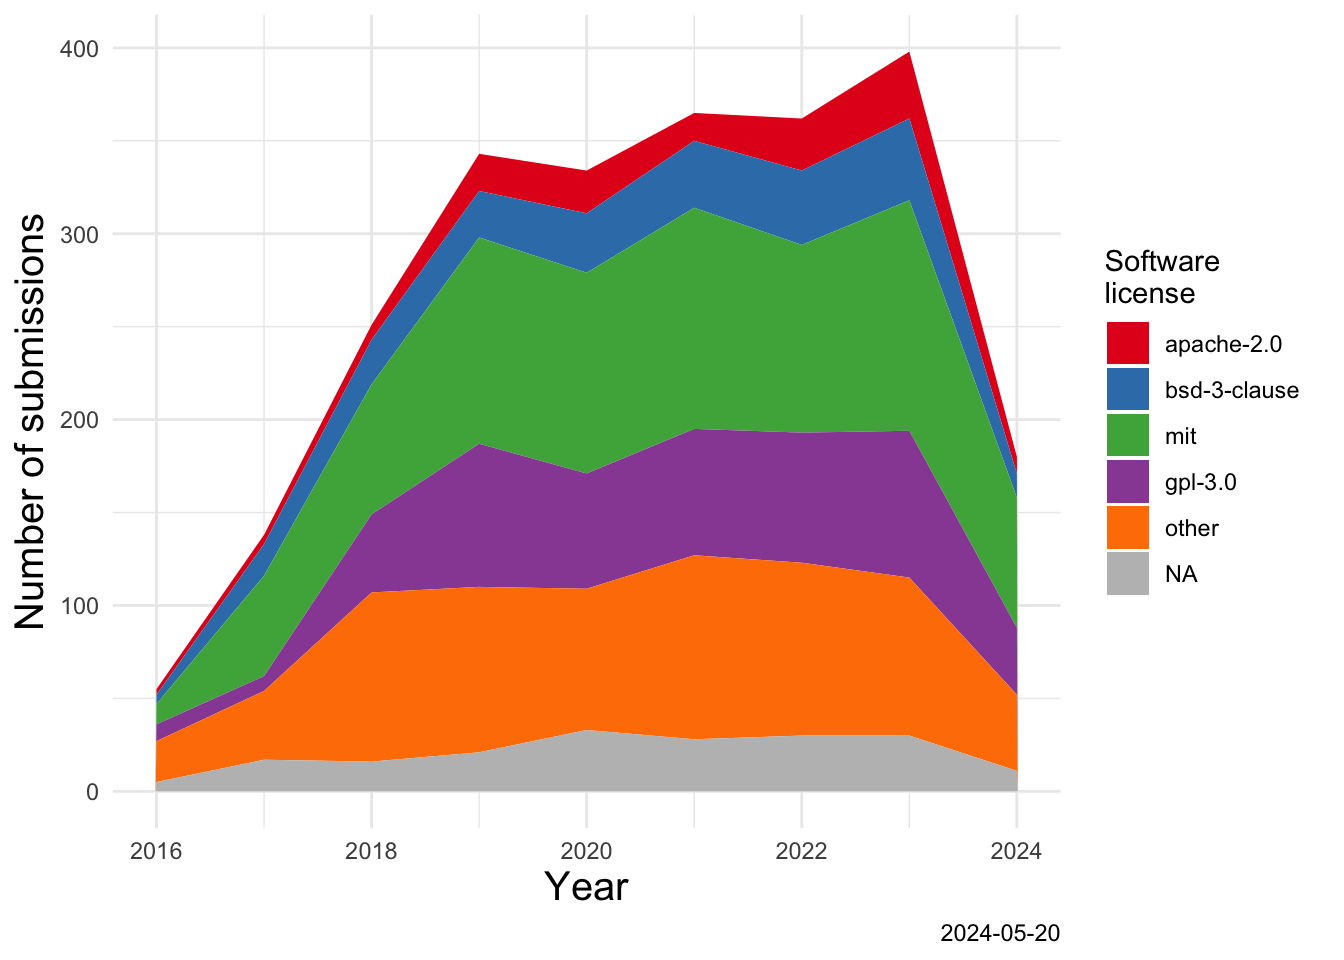 Number of submissions
400
300
200
100
0
2016
2018
2020
2022
2024
Year
2024-05-20
Software
license
apache-2.0
bsd-3-clause
mit
gpl-3.0
other
NA